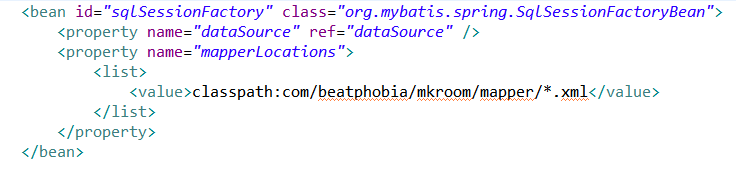 <bean id="sqlSessionFactory" class="org.mybatis.spring.SqlSessionFactoryBean">
<property name="dataSource" ref="dataSource" />
<property name="mapperLocations">
<list>
<value>classpath:com/beatphobia/mkroom/mapper/*.xml</value>
</list>
</property>
</bean>